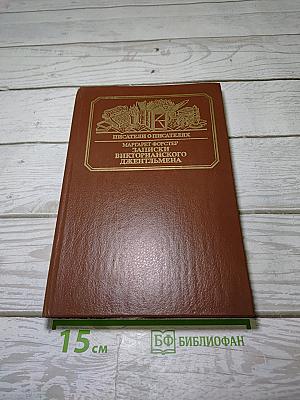 ПИСАТЕЛИ О ПИСАТЕЛЯХ
МАРГАРЕТ ФОРСТЕР
ЗАПИСКИ
ВИКТОРИАНСКОГО
ДЖЕНТЛЬМЕНА
15 см
БФ БИБЛИОФАН